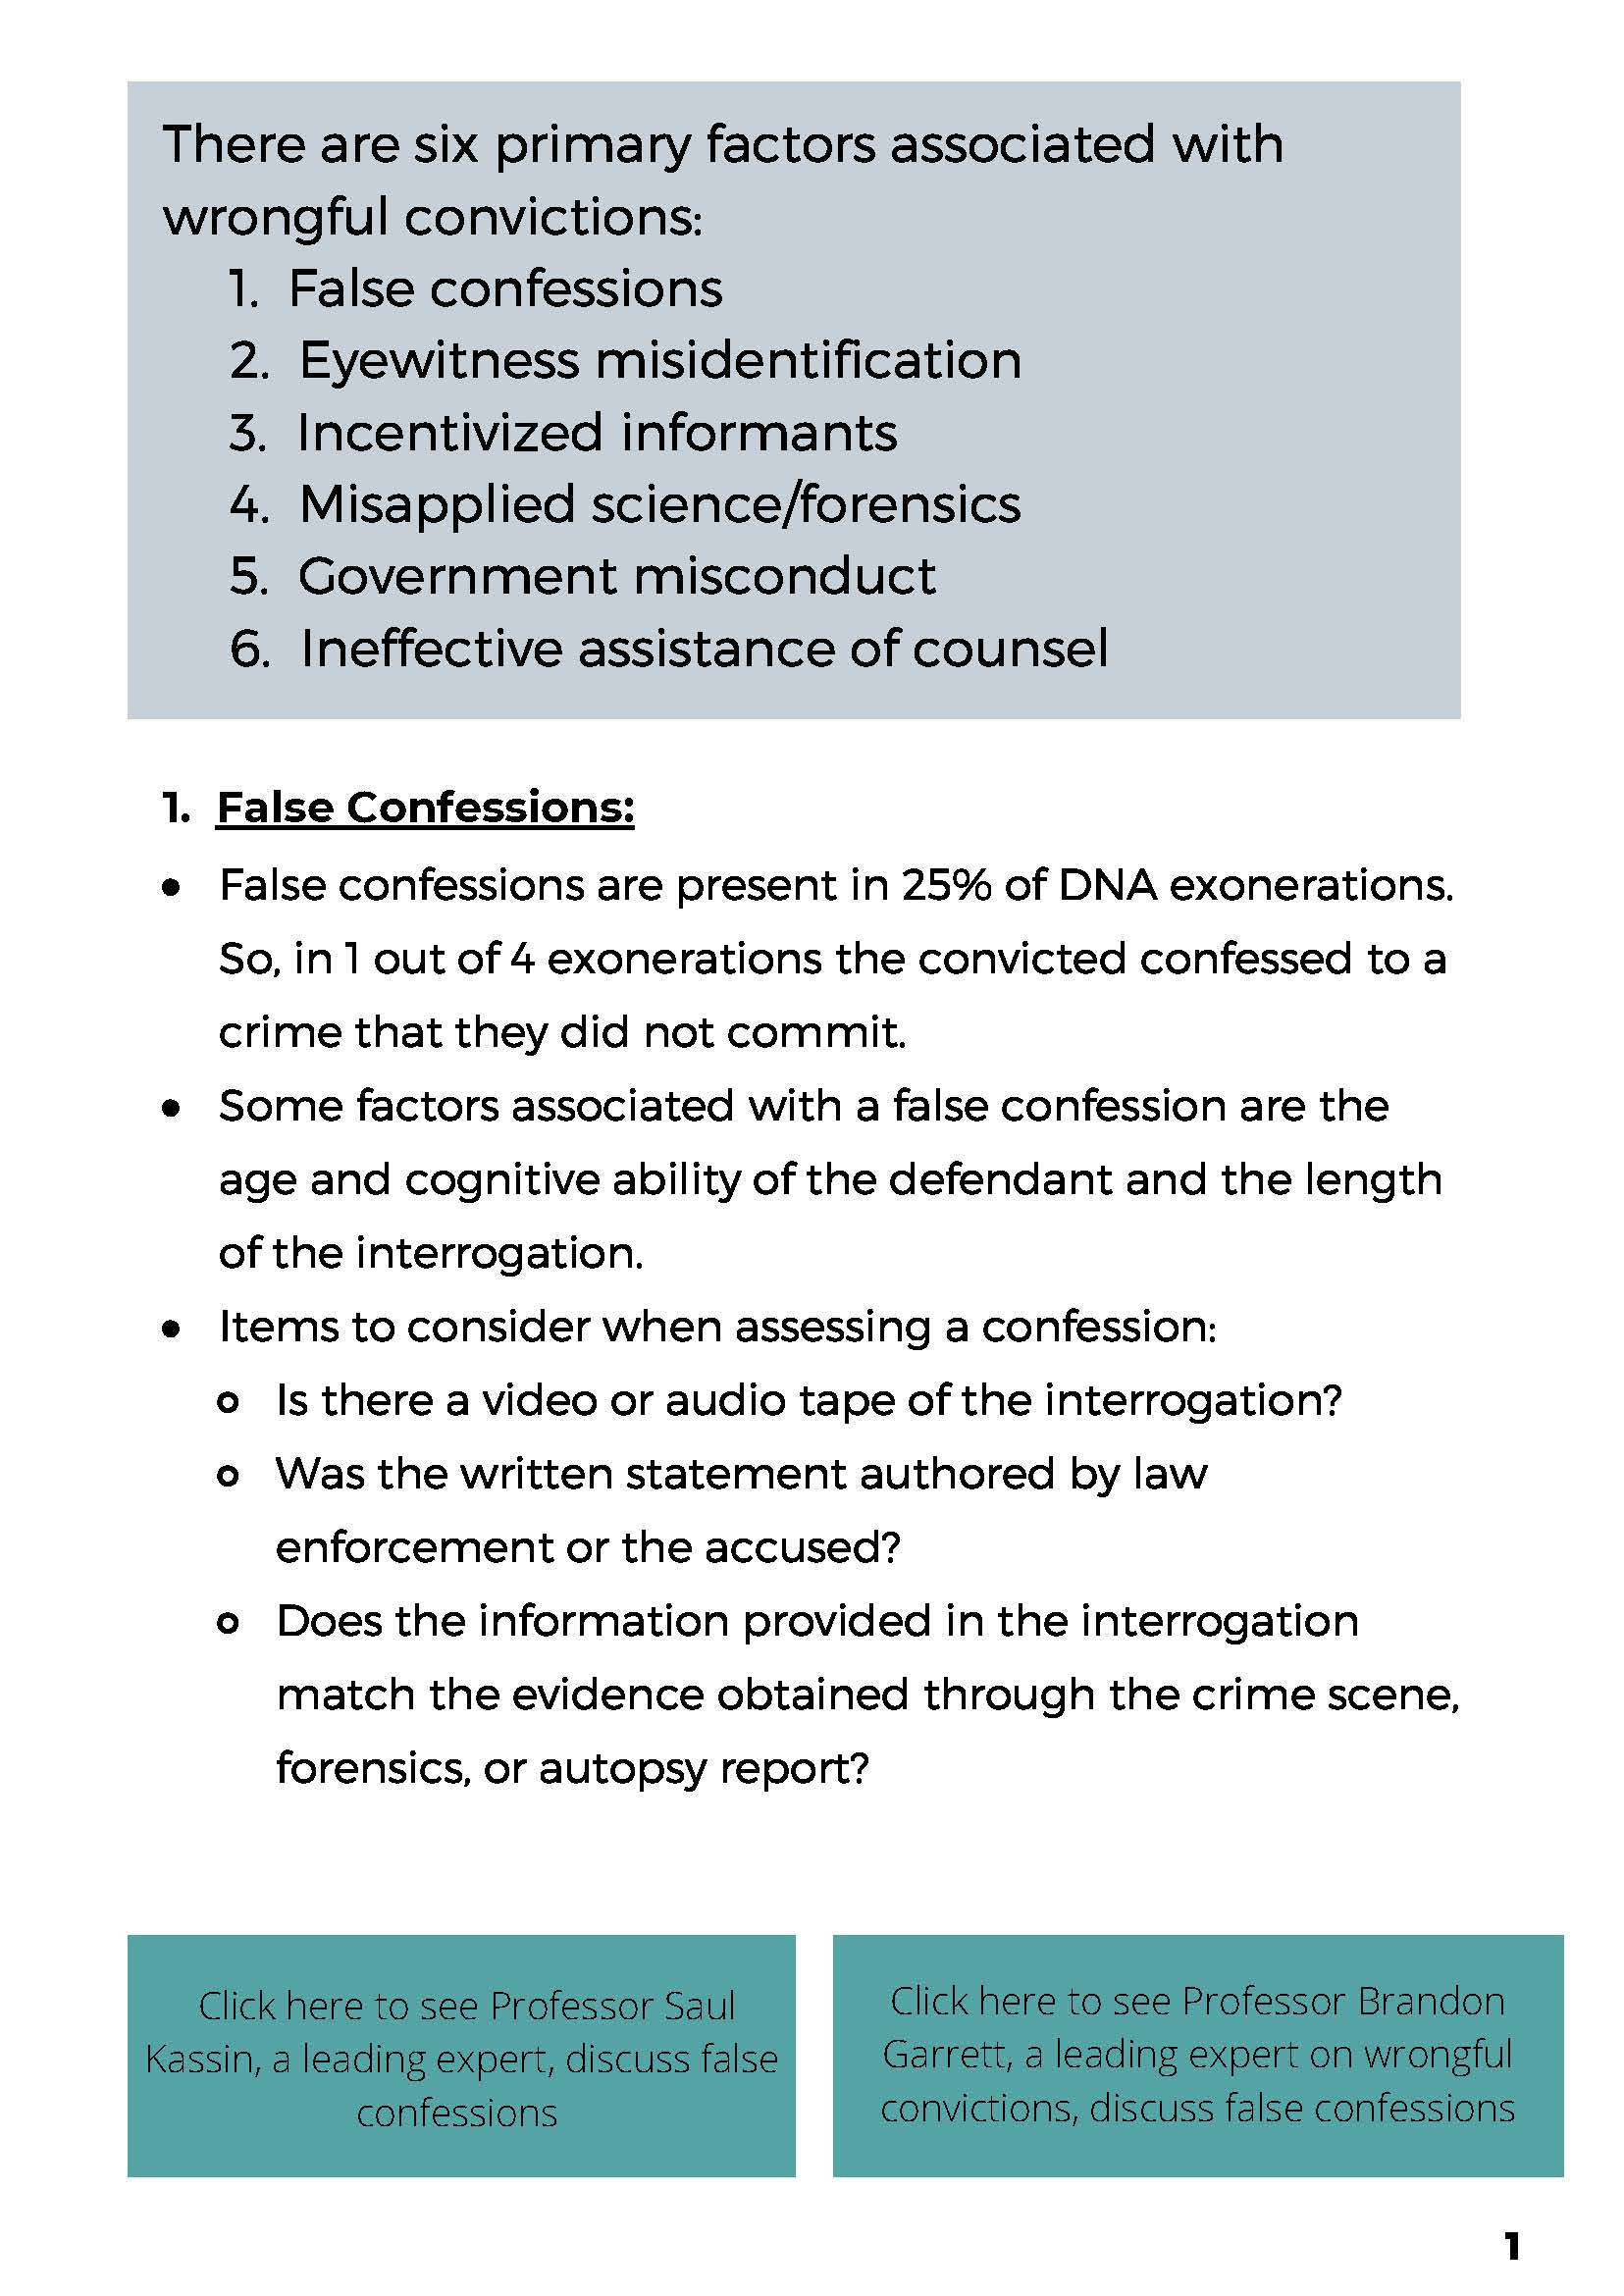 There are six primary factors associated with
wrongful convictions:
1. False confessions
2. Eyewitness misidentification
3. Incentivized informants
4. Misapplied science/forensics
5. Government misconduct
6. Ineffective assistance of counsel
1. False Confessions:
• False confessions are present in 25% of DNA exonerations.
So, in 1 out of 4 exonerations the convicted confessed to a
crime that they did not commit.
• Some factors associated with a false confession are the
age and cognitive ability of the defendant and the length
of the interrogation.
• Items to consider when assessing a confession:
o Is there a video or audio tape of the interrogation?
o Was the written statement authored by law
enforcement or the accused?
o Does the information provided in the interrogation
match the evidence obtained through the crime scene,
forensics, or autopsy report?
Click here to see Professor Saul
Kassin, a leading expert, discuss false
confessions
Click here to see Professor Brandon
Garrett, a leading expert on wrongful
convictions, discuss false confessions
1